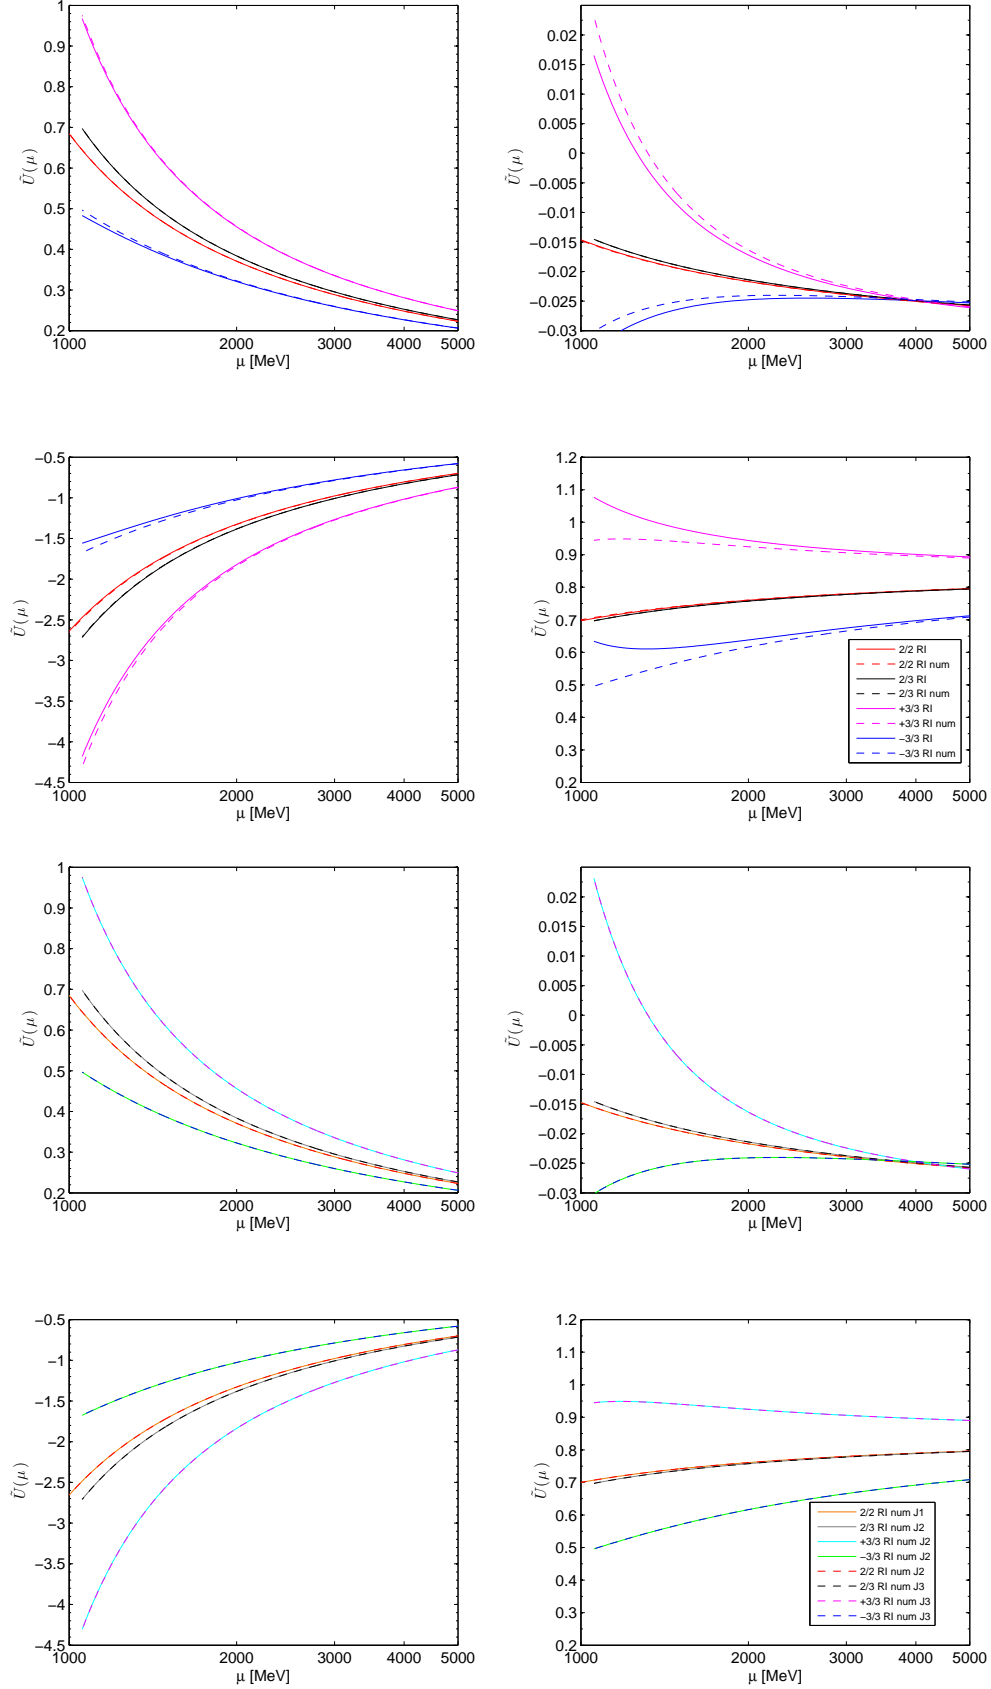 1
0.9
0.8
0.7
0.6
0.5
0.4
0.3
0.2
1000 2000 3000 4000 5000
μ [MeV]
Ũ(μ)
0.02
0.015
0.01
0.005
0
−0.005
−0.01
−0.015
−0.02
−0.025
−0.03
1000 2000 3000 4000 5000
μ [MeV]
Ũ(μ)
−0.5
−1
−1.5
−2
−2.5
−3
−3.5
−4
−4.5
1000 2000 3000 4000 5000
μ [MeV]
Ũ(μ)
1.2
1.1
1
0.9
0.8
0.7
0.6
0.5
0.4
0.3
0.2
1000 2000 3000 4000 5000
μ [MeV]
Ũ(μ)
2/2 RI
2/2 RI num
2/3 RI
2/3 RI num
+3/3 RI
+3/3 RI num
−3/3 RI
−3/3 RI num
1
0.9
0.8
0.7
0.6
0.5
0.4
0.3
0.2
1000 2000 3000 4000 5000
μ [MeV]
Ũ(μ)
0.02
0.015
0.01
0.005
0
−0.005
−0.01
−0.015
−0.02
−0.025
−0.03
1000 2000 3000 4000 5000
μ [MeV]
Ũ(μ)
−0.5
−1
−1.5
−2
−2.5
−3
−3.5
−4
−4.5
1000 2000 3000 4000 5000
μ [MeV]
Ũ(μ)
1.2
1.1
1
0.9
0.8
0.7
0.6
0.5
0.4
0.3
0.2
1000 2000 3000 4000 5000
μ [MeV]
Ũ(μ)
2/2 RI num J1
2/3 RI num J2
+3/3 RI num J2
−3/3 RI num J2
2/2 RI num J2
2/3 RI num J3
+3/3 RI num J3
−3/3 RI num J3